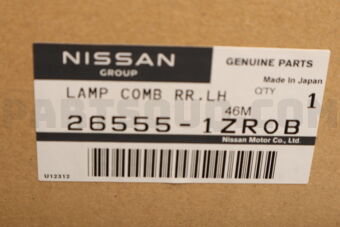 NISSAN
GROUP
GENUINE PARTS
Made in Japan
LAMP COMB RR,LH
QTY
1
46M
26555-1ZR0B
Nissan Motor Co., Ltd.
U12312